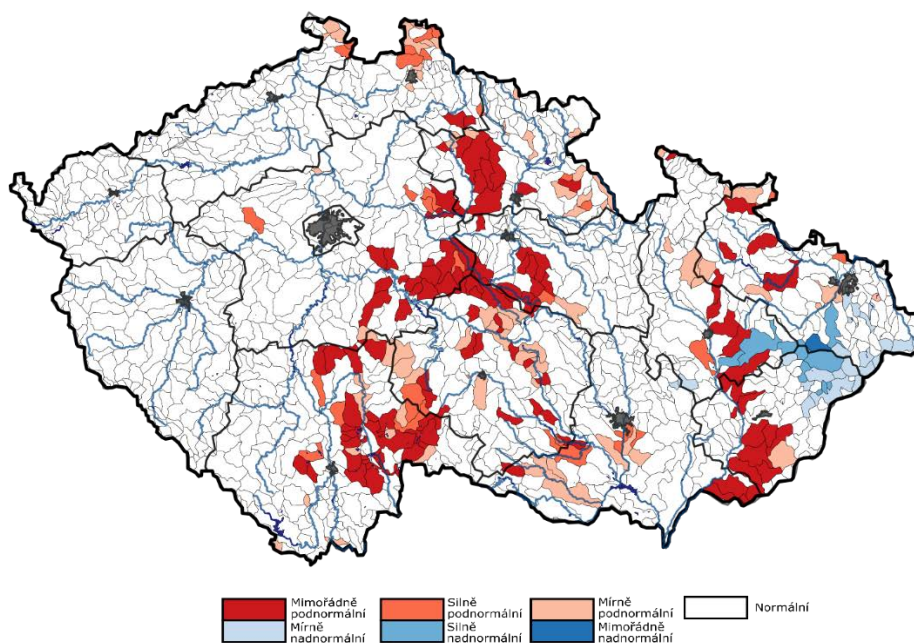 Mimořádně
podnormální
Silně
podnormální
Mírně
podnormální
Normální
Mírně
nadnormální
Silně
nadnormální
Mimořádně
nadnormální